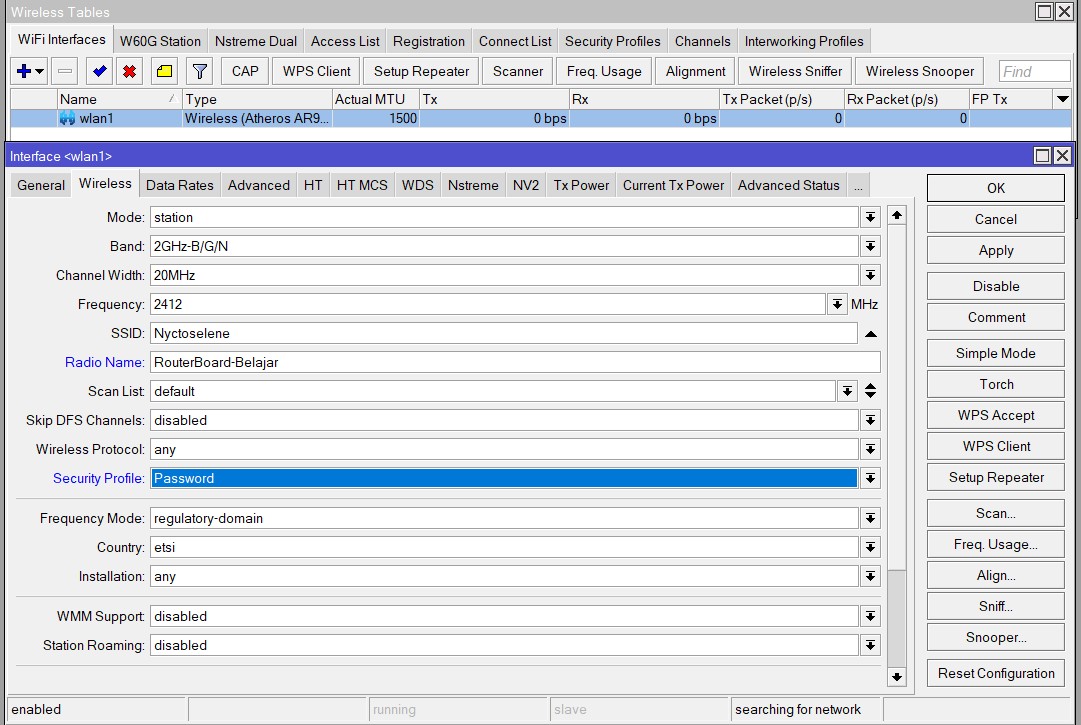 Wireless Tables
WiFi Interfaces W60G Station Nstreme Dual Access List Registration Connect List Security Profiles Channels Interworking Profiles
CAP WPS Client Setup Repeater Scanner Freq. Usage Alignment Wireless Sniffer Wireless Snooper Find
Name Type Actual MTU Tx Rx Tx Packet (p/s) Rx Packet (p/s) FP Tx
wlan1 Wireless (Atheros AR9... 1500 0 bps 0 bps 0 0
Interface <wlan1>
General Wireless Data Rates Advanced HT HT MCS WDS Nstreme NV2 Tx Power Current Tx Power Advanced Status ...
Mode: station
Band: 2GHz-B/G/N
Channel Width: 20MHz
Frequency: 2412 MHz
SSID: Nyctoselene
Radio Name: RouterBoard-Belajar
Scan List: default
Skip DFS Channels: disabled
Wireless Protocol: any
Security Profile: Password
Frequency Mode: regulatory-domain
Country: etsi
Installation: any
WMM Support: disabled
Station Roaming: disabled
OK
Cancel
Apply
Disable
Comment
Simple Mode
Torch
WPS Accept
WPS Client
Setup Repeater
Scan...
Freq. Usage...
Align...
Sniff...
Snooper...
Reset Configuration
enabled running slave searching for network